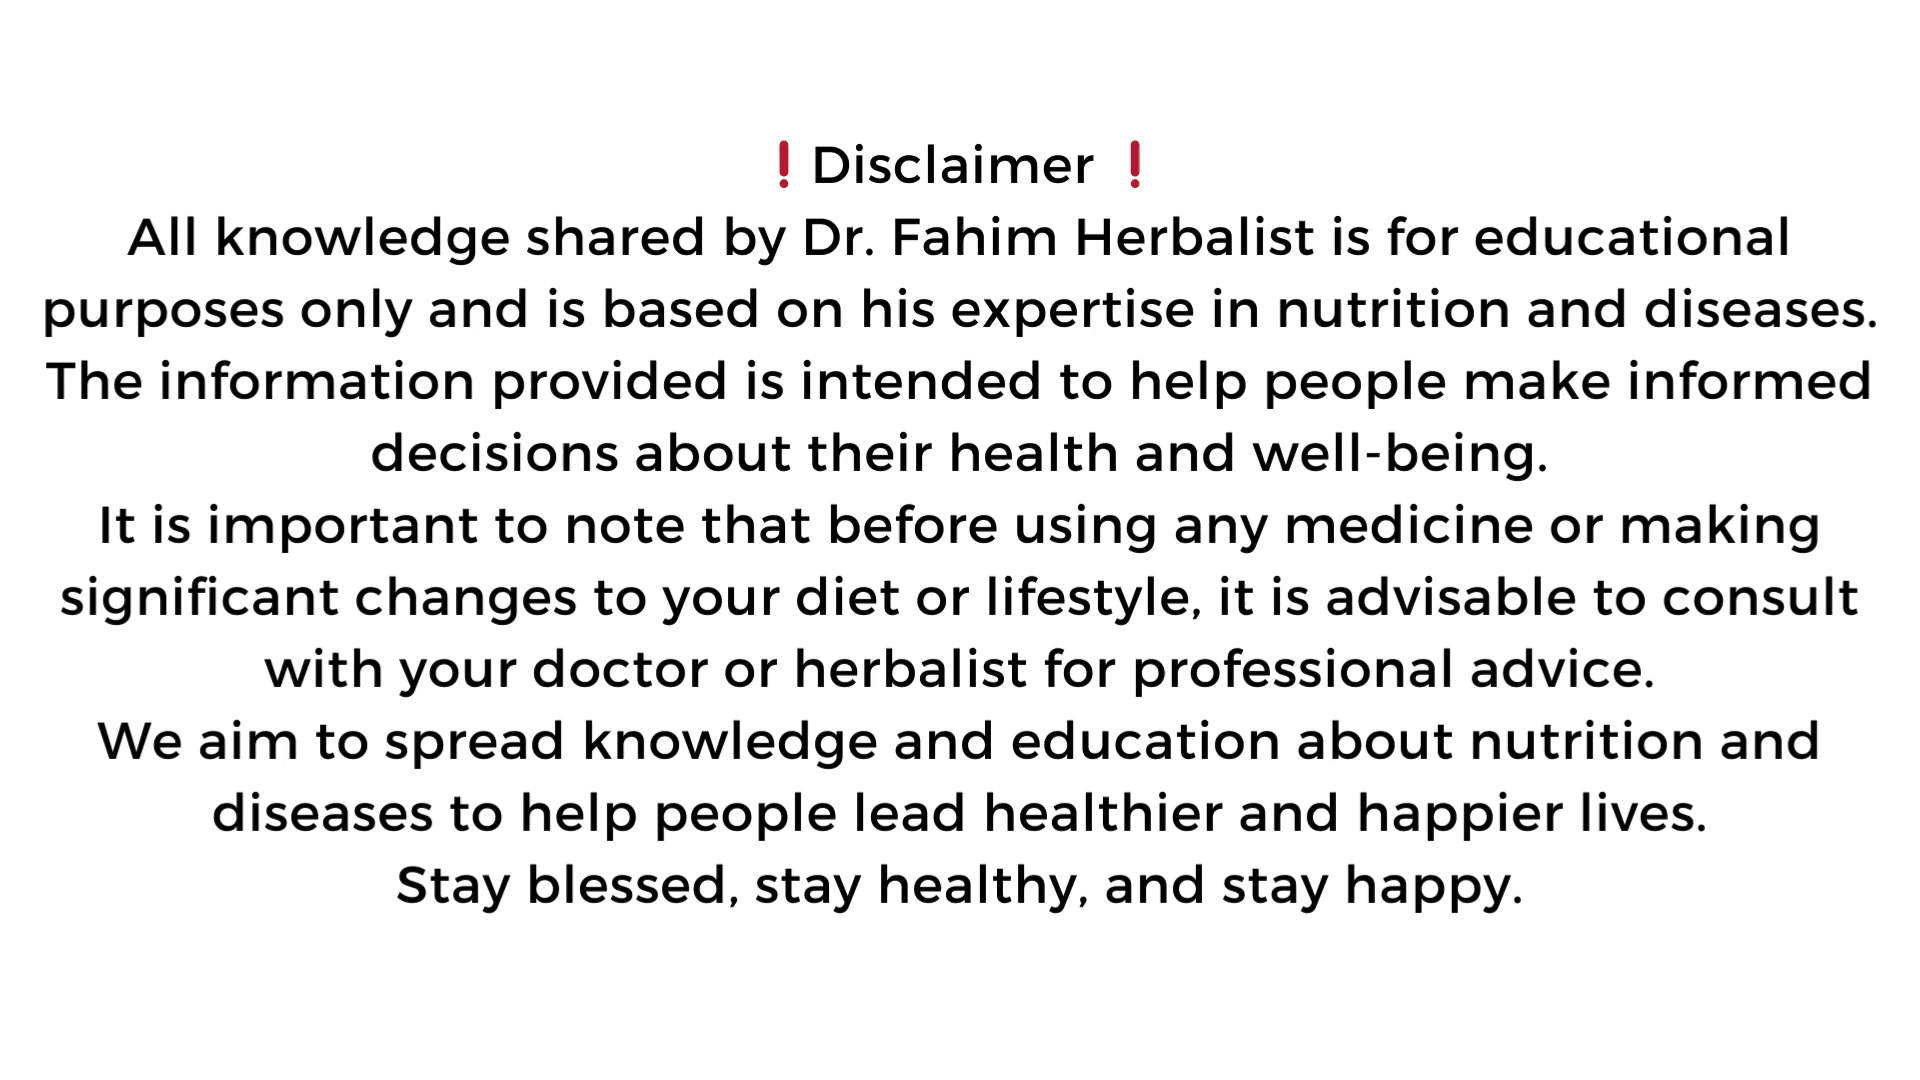 ❗Disclaimer ❗
All knowledge shared by Dr. Fahim Herbalist is for educational
purposes only and is based on his expertise in nutrition and diseases.
The information provided is intended to help people make informed
decisions about their health and well-being.
It is important to note that before using any medicine or making
significant changes to your diet or lifestyle, it is advisable to consult
with your doctor or herbalist for professional advice.
We aim to spread knowledge and education about nutrition and
diseases to help people lead healthier and happier lives.
Stay blessed, stay healthy, and stay happy.